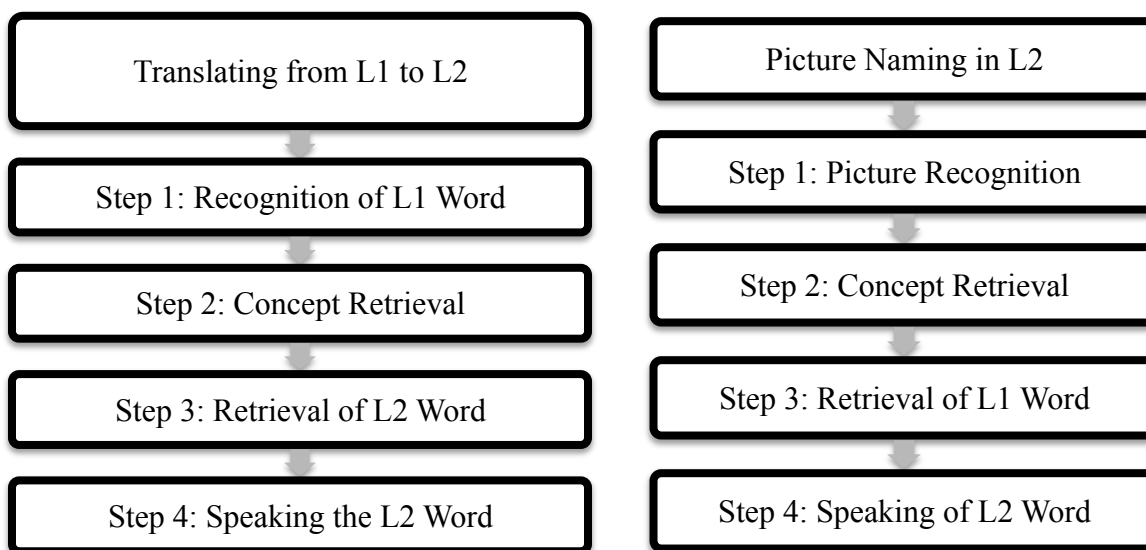 Translating from L1 to L2
Step 1: Recognition of L1 Word
Step 2: Concept Retrieval
Step 3: Retrieval of L2 Word
Step 4: Speaking the L2 Word
Picture Naming in L2
Step 1: Picture Recognition
Step 2: Concept Retrieval
Step 3: Retrieval of L1 Word
Step 4: Speaking of L2 Word